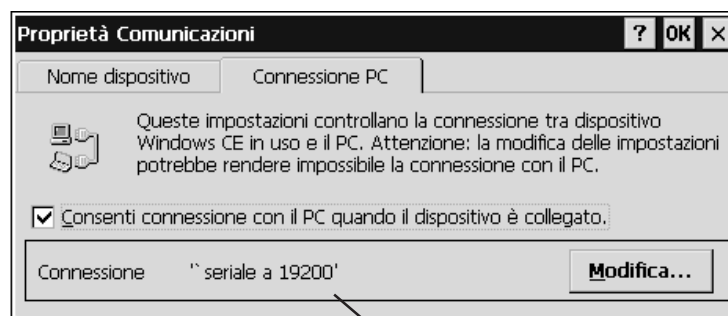 Proprietà Comunicazioni ? OK ×
Nome dispositivo Connessione PC
Queste impostazioni controllano la connessione tra dispositivo
Windows CE in uso e il PC. Attenzione: la modifica delle impostazioni
potrebbe rendere impossibile la connessione con il PC.
Consenti connessione con il PC quando il dispositivo è collegato.
Connessione '`seriale a 19200' Modifica...